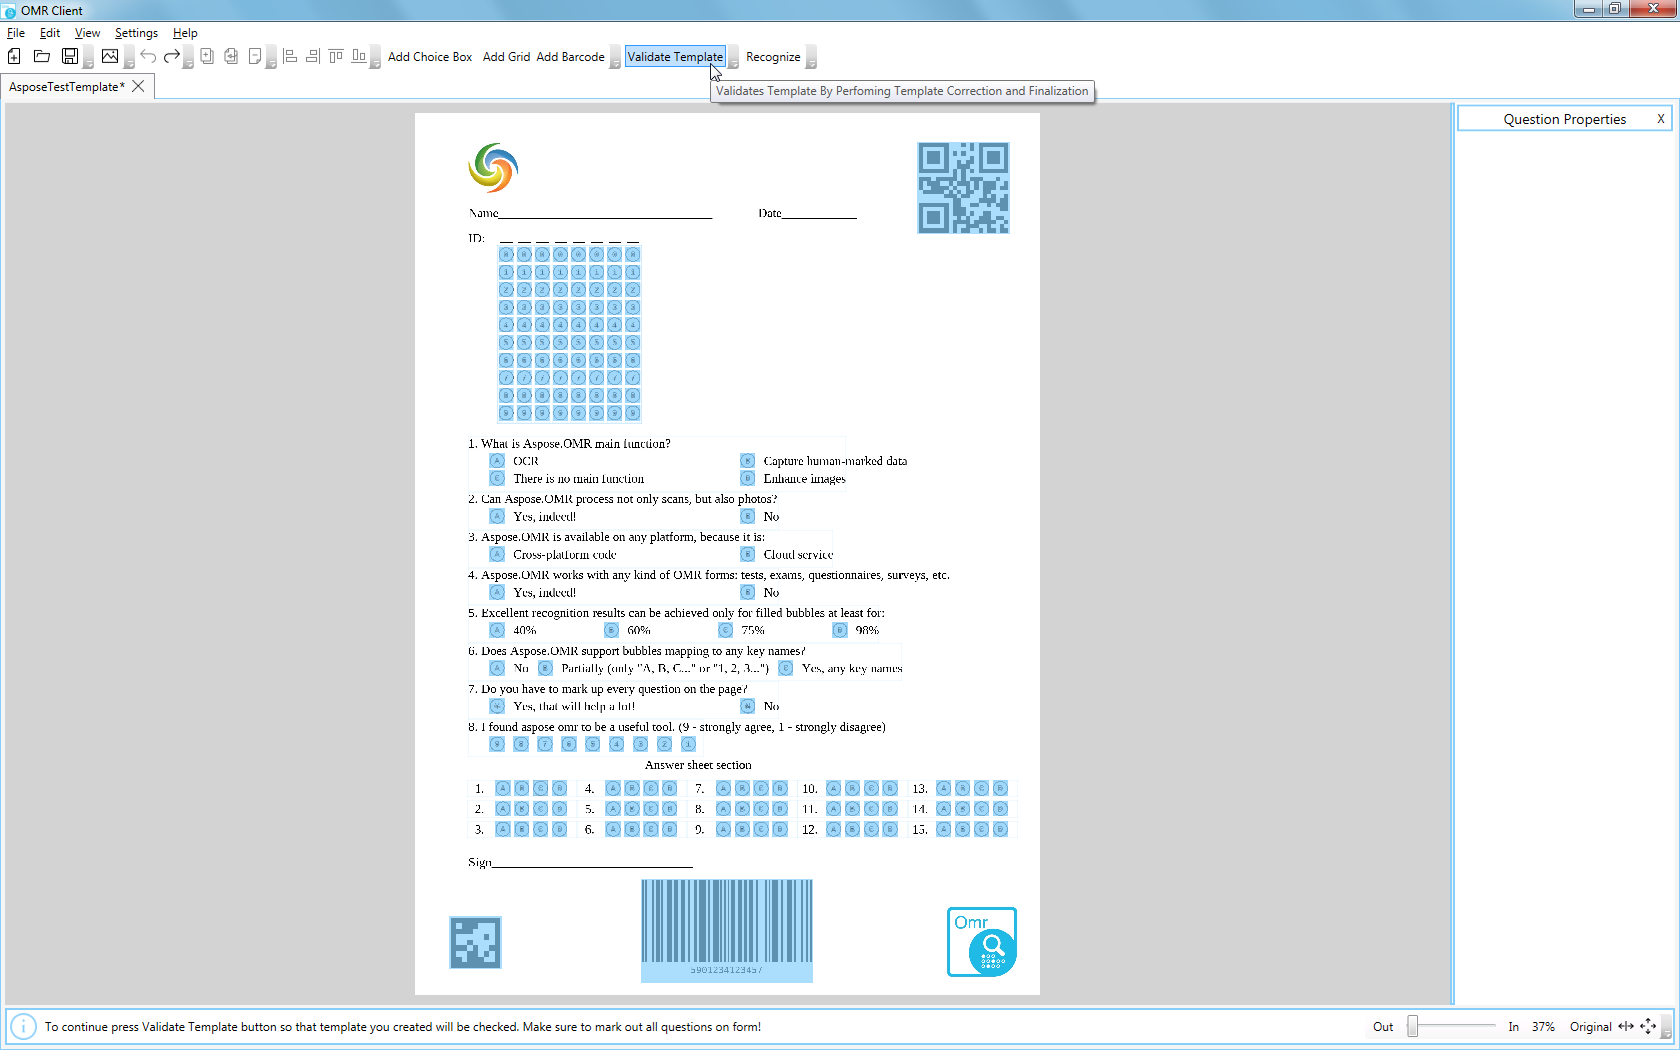 OMR Client
File Edit View Settings Help
Add Choice Box Add Grid Add Barcode Validate Template Recognize
AsposeTestTemplate*
Validates Template By Perfoming Template Correction and Finalization
Question Properties X
Name Date
ID:
0 0 0 0 0 0 0 0
1 1 1 1 1 1 1 1
2 2 2 2 2 2 2 2
3 3 3 3 3 3 3 3
4 4 4 4 4 4 4 4
5 5 5 5 5 5 5 5
6 6 6 6 6 6 6 6
7 7 7 7 7 7 7 7
8 8 8 8 8 8 8 8
9 9 9 9 9 9 9 9
1. What is Aspose.OMR main function?
A OCR B Capture human-marked data
C There is no main function D Enhance images
2. Can Aspose.OMR process not only scans, but also photos?
A Yes, indeed! B No
3. Aspose.OMR is available on any platform, because it is:
A Cross-platform code B Cloud service
4. Aspose.OMR works with any kind of OMR forms: tests, exams, questionnaires, surveys, etc.
A Yes, indeed! B No
5. Excellent recognition results can be achieved only for filled bubbles at least for:
A 40% B 60% C 75% D 98%
6. Does Aspose.OMR support bubbles mapping to any key names?
A No B Partially (only "A, B, C..." or "1, 2, 3...") C Yes, any key names
7. Do you have to mark up every question on the page?
Y Yes, that will help a lot! N No
8. I found aspose omr to be a useful tool. (9 - strongly agree, 1 - strongly disagree)
9 8 7 6 5 4 3 2 1
Answer sheet section
1. A B C D 4. A B C D 7. A B C D 10. A B C D 13. A B C D
2. A B C D 5. A B C D 8. A B C D 11. A B C D 14. A B C D
3. A B C D 6. A B C D 9. A B C D 12. A B C D 15. A B C D
Sign
5901234123457
Omr
To continue press Validate Template button so that template you created will be checked. Make sure to mark out all questions on form!
Out In 37% Original